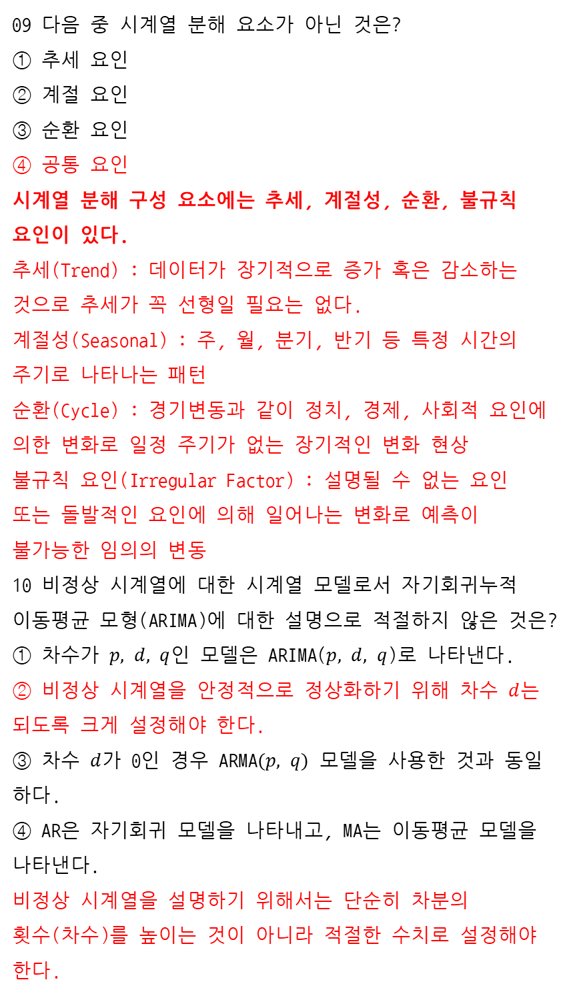 09 다음 중 시계열 분해 요소가 아닌 것은?
① 추세 요인
② 계절 요인
③ 순환 요인
④ 공통 요인
시계열 분해 구성 요소에는 추세, 계절성, 순환, 불규칙
요인이 있다.
추세(Trend) : 데이터가 장기적으로 증가 혹은 감소하는
것으로 추세가 꼭 선형일 필요는 없다.
계절성(Seasonal) : 주, 월, 분기, 반기 등 특정 시간의
주기로 나타나는 패턴
순환(Cycle) : 경기변동과 같이 정치, 경제, 사회적 요인에
의한 변화로 일정 주기가 없는 장기적인 변화 현상
불규칙 요인(Irregular Factor) : 설명될 수 없는 요인
또는 돌발적인 요인에 의해 일어나는 변화로 예측이
불가능한 임의의 변동
10 비정상 시계열에 대한 시계열 모델로서 자기회귀누적
이동평균 모형(ARIMA)에 대한 설명으로 적절하지 않은 것은?
① 차수가 p, d, q인 모델은 ARIMA(p, d, q)로 나타낸다.
② 비정상 시계열을 안정적으로 정상화하기 위해 차수 d는
되도록 크게 설정해야 한다.
③ 차수 d가 0인 경우 ARMA(p, q) 모델을 사용한 것과 동일
하다.
④ AR은 자기회귀 모델을 나타내고, MA는 이동평균 모델을
나타낸다.
비정상 시계열을 설명하기 위해서는 단순히 차분의
횟수(차수)를 높이는 것이 아니라 적절한 수치로 설정해야
한다.